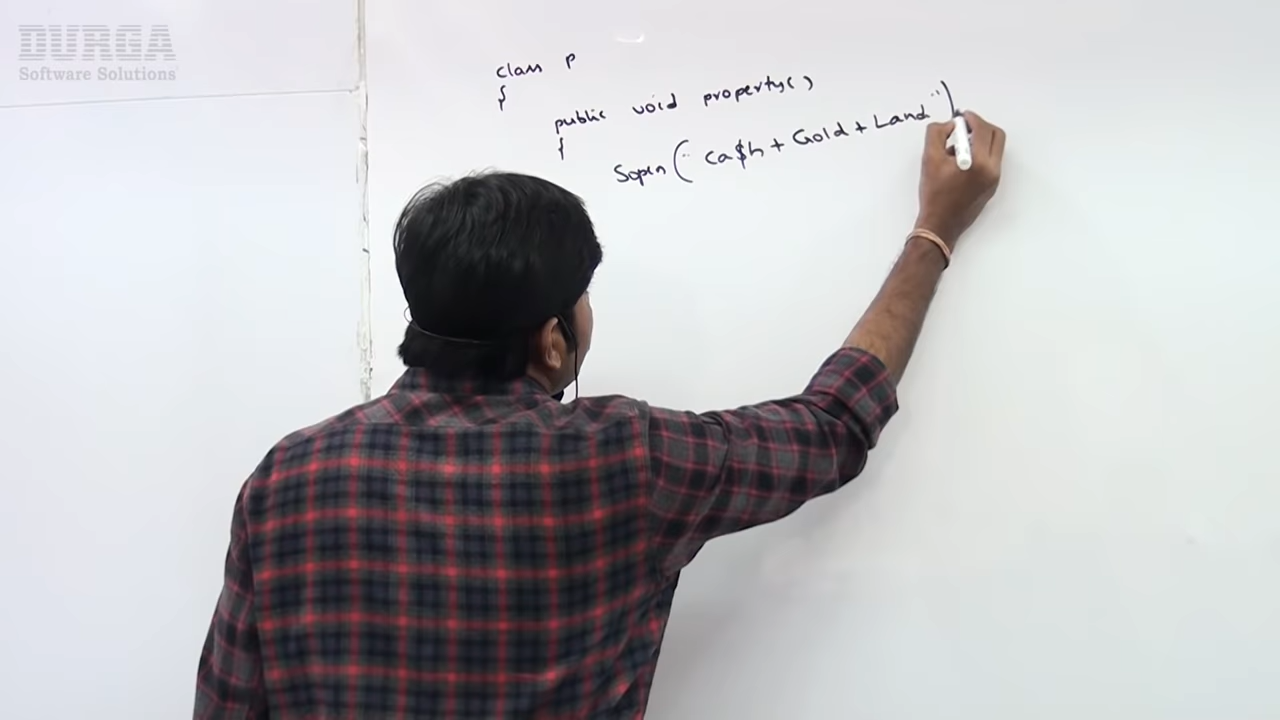 DURGA
Software Solutions
class P
{
public void property()
{
Sopln("ca$h + Gold + Land")